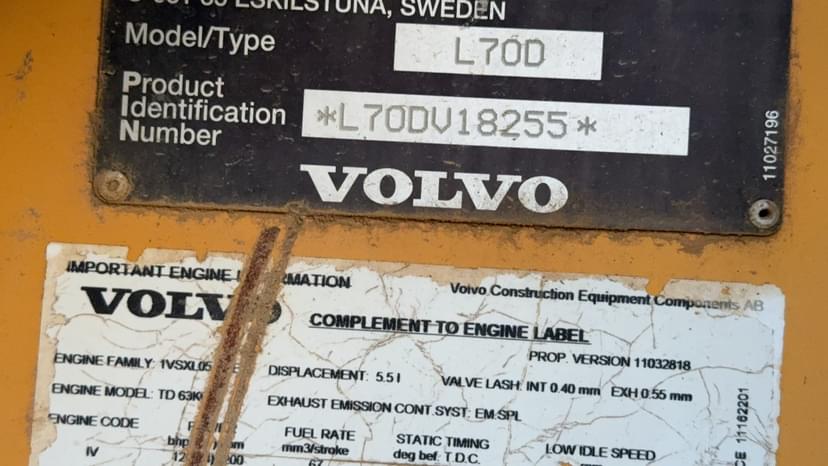 ESKILSTUNA, SWEDEN
Model/Type L70D
Product
Identification
Number
*L70DV18255*
11027196
VOLVO
IMPORTANT ENGINE
Volvo Construction Equipment Components AB
VOLVO
COMPLEMENT TO ENGINE LABEL
PROP. VERSION 11032818
ENGINE FAMILY: 1VSXL05
DISPLACEMENT: 5.5 l
VALVE LASH: INT 0.40 mm EXH 0.55 mm
ENGINE MODEL: TD 63K
EXHAUST EMISSION CONT.SYST: EM SPL
ENGINE CODE
FUEL RATE
STATIC TIMING
LOW IDLE SPEED
IV
mm3/stroke
deg bef. T.D.C.
rpm
67
11162201